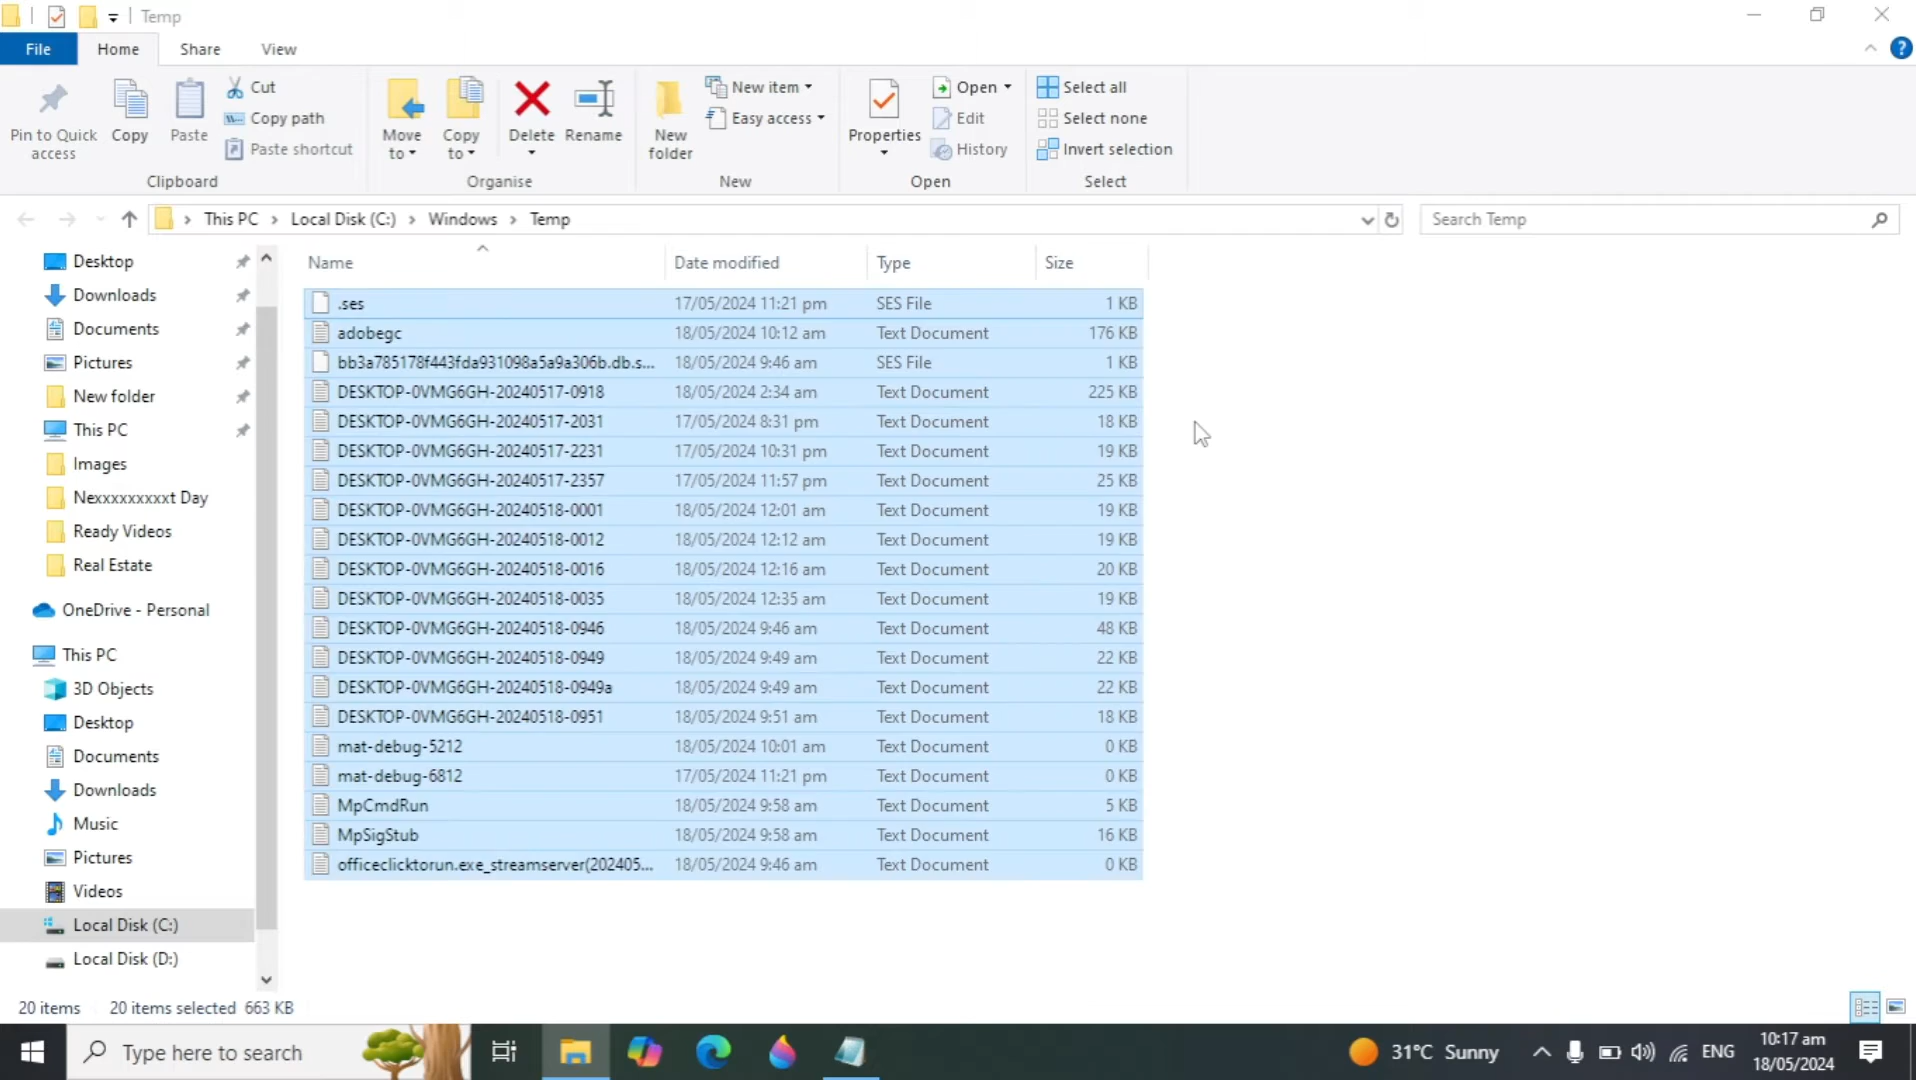 Temp
File Home Share View
Pin to Quick access
Copy
Paste
Cut
Copy path
Paste shortcut
Clipboard
Move to
Copy to
Delete
Rename
Organise
New folder
New item
Easy access
New
Properties
Open
Edit
History
Open
Select all
Select none
Invert selection
Select
This PC > Local Disk (C:) > Windows > Temp
Search Temp
Desktop
Downloads
Documents
Pictures
New folder
This PC
Images
Nexxxxxxxxxt Day
Ready Videos
Real Estate
OneDrive - Personal
This PC
3D Objects
Desktop
Documents
Downloads
Music
Pictures
Videos
Local Disk (C:)
Local Disk (D:)
Name Date modified Type Size
.ses 17/05/2024 11:21 pm SES File 1 KB
adobegc 18/05/2024 10:12 am Text Document 176 KB
bb3a785178f443fda931098a5a9a306b.db.s... 18/05/2024 9:46 am SES File 1 KB
DESKTOP-0VMG6GH-20240517-0918 18/05/2024 2:34 am Text Document 225 KB
DESKTOP-0VMG6GH-20240517-2031 17/05/2024 8:31 pm Text Document 18 KB
DESKTOP-0VMG6GH-20240517-2231 17/05/2024 10:31 pm Text Document 19 KB
DESKTOP-0VMG6GH-20240517-2357 17/05/2024 11:57 pm Text Document 25 KB
DESKTOP-0VMG6GH-20240518-0001 18/05/2024 12:01 am Text Document 19 KB
DESKTOP-0VMG6GH-20240518-0012 18/05/2024 12:12 am Text Document 19 KB
DESKTOP-0VMG6GH-20240518-0016 18/05/2024 12:16 am Text Document 20 KB
DESKTOP-0VMG6GH-20240518-0035 18/05/2024 12:35 am Text Document 19 KB
DESKTOP-0VMG6GH-20240518-0946 18/05/2024 9:46 am Text Document 48 KB
DESKTOP-0VMG6GH-20240518-0949 18/05/2024 9:49 am Text Document 22 KB
DESKTOP-0VMG6GH-20240518-0949a 18/05/2024 9:49 am Text Document 22 KB
DESKTOP-0VMG6GH-20240518-0951 18/05/2024 9:51 am Text Document 18 KB
mat-debug-5212 18/05/2024 10:01 am Text Document 0 KB
mat-debug-6812 17/05/2024 11:21 pm Text Document 0 KB
MpCmdRun 18/05/2024 9:58 am Text Document 5 KB
MpSigStub 18/05/2024 9:58 am Text Document 16 KB
officeclicktorun.exe_streamserver(202405... 18/05/2024 9:46 am Text Document 0 KB
20 items 20 items selected 663 KB
Type here to search
31°C Sunny
ENG
10:17 am
18/05/2024